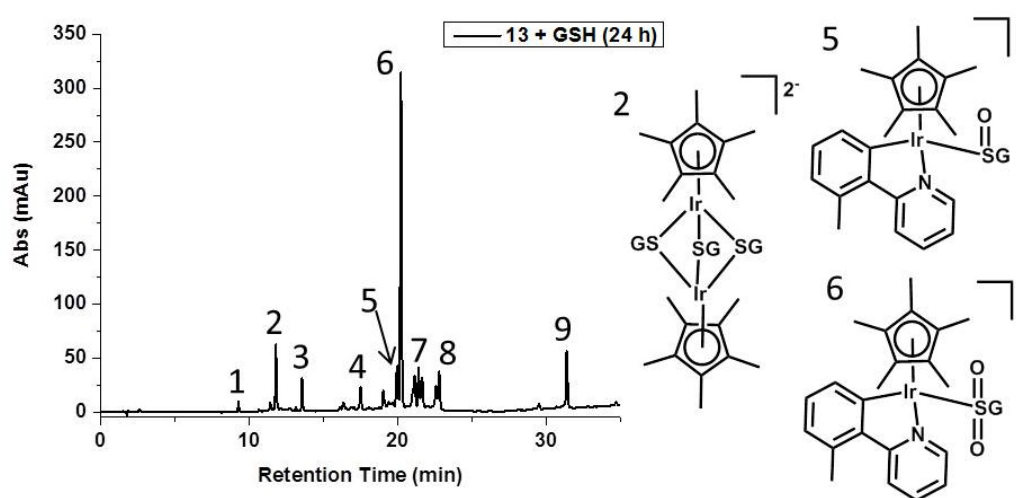 350
300
250
200
150
100
50
0
Abs (mAu)
0 10 20 30
Retention Time (min)
13 + GSH (24 h)
1
2
3
4
5
6
7
8
9
2
2-
Ir
GS SG SG
Ir
5
Ir
O
SG
N
6
Ir
O
SG
O
N